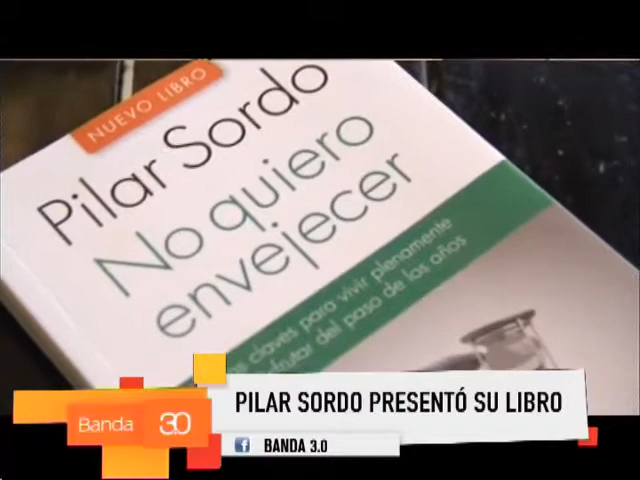 NUEVO LIBRO
Pilar Sordo
No quiero
envejecer
claves para vivir plenamente
disfrutar del paso de los años
PILAR SORDO PRESENTÓ SU LIBRO
Banda 3.0
f BANDA 3.0